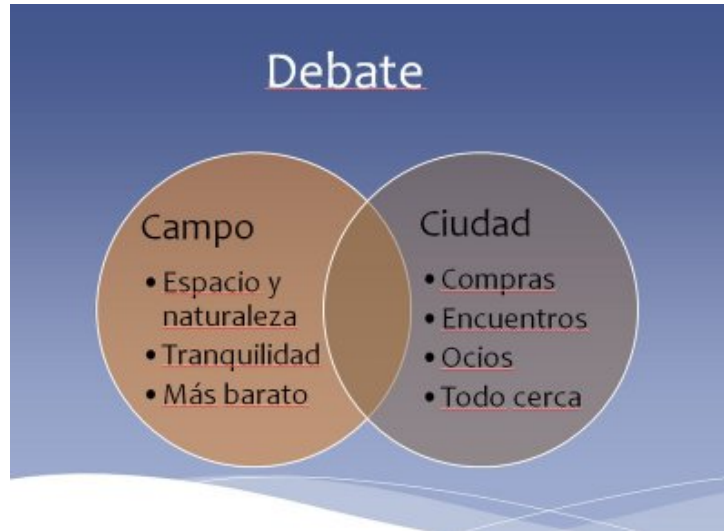 Debate
Campo
• Espacio y
naturaleza
• Tranquilidad
• Más barato
Ciudad
• Compras
• Encuentros
• Ocios
• Todo cerca